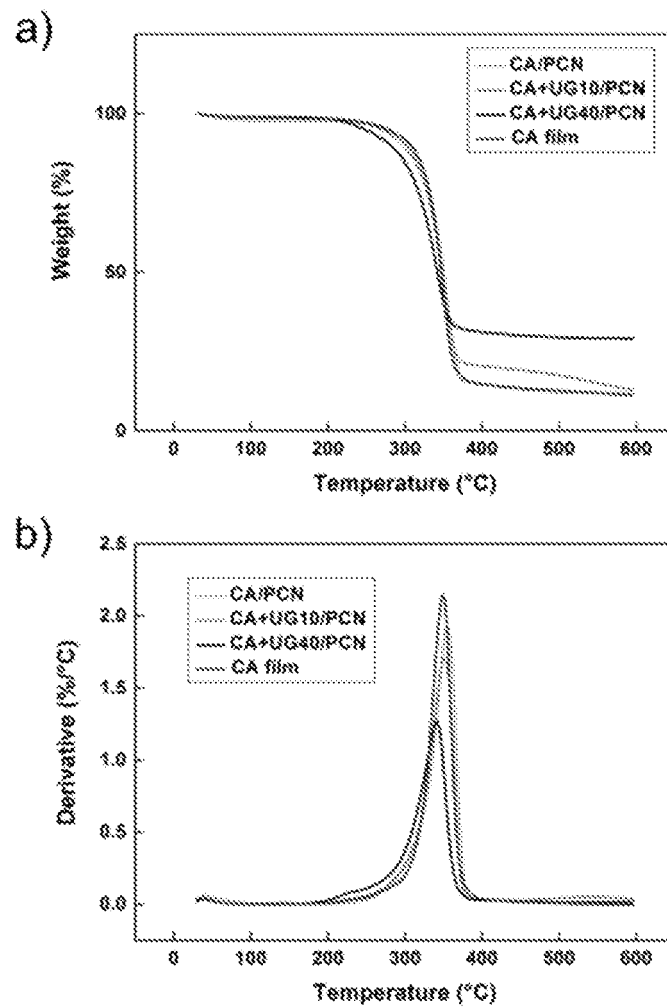 a)
CA/PCN
CA+UG10/PCN
CA+UG40/PCN
CA film
100
50
0
Weight (%)
0 100 200 300 400 500 600
Temperature (°C)
b)
2.5
2.0
1.5
1.0
0.5
0.0
CA/PCN
CA+UG10/PCN
CA+UG40/PCN
CA film
Derivative (%/°C)
0 100 200 300 400 500 600
Temperature (°C)